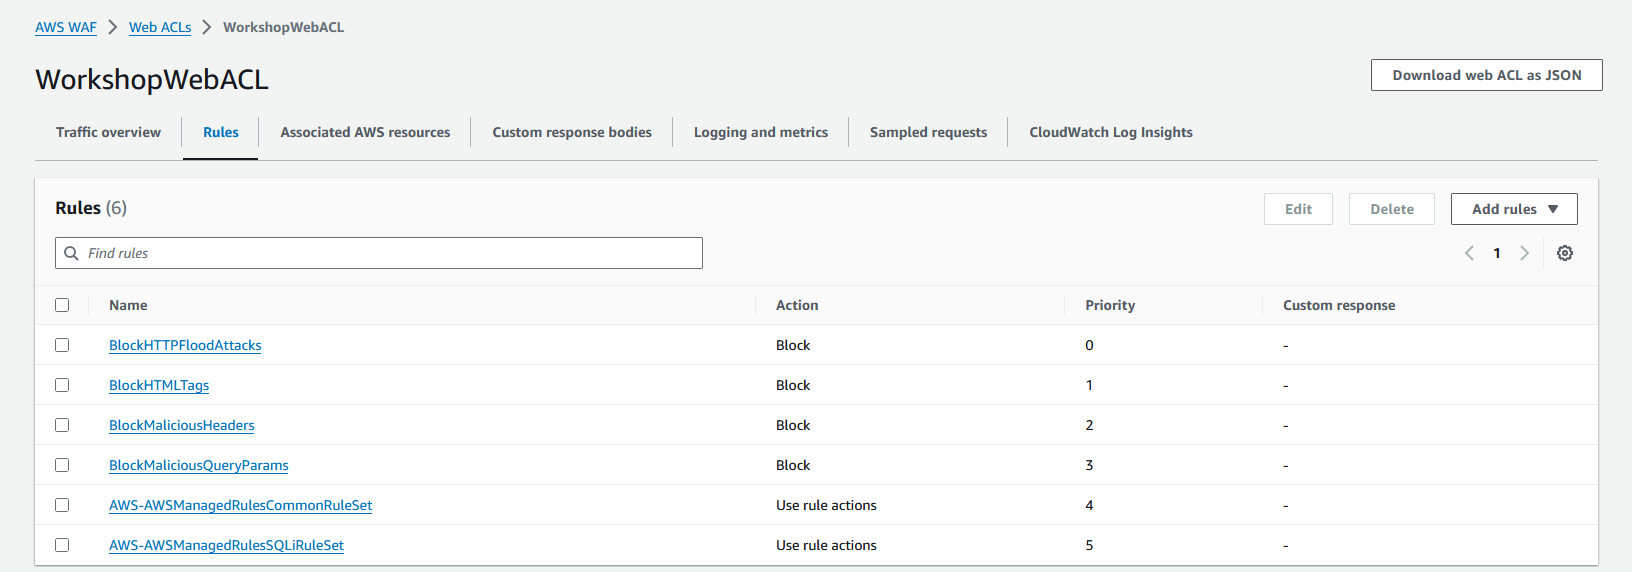 AWS WAF > Web ACLs > WorkshopWebACL
WorkshopWebACL
Download web ACL as JSON
Traffic overview Rules Associated AWS resources Custom response bodies Logging and metrics Sampled requests CloudWatch Log Insights
Rules (6)
Edit Delete Add rules
Find rules
1
Name Action Priority Custom response
BlockHTTPFloodAttacks Block 0 -
BlockHTMLTags Block 1 -
BlockMaliciousHeaders Block 2 -
BlockMaliciousQueryParams Block 3 -
AWS-AWSManagedRulesCommonRuleSet Use rule actions 4 -
AWS-AWSManagedRulesSQLiRuleSet Use rule actions 5 -